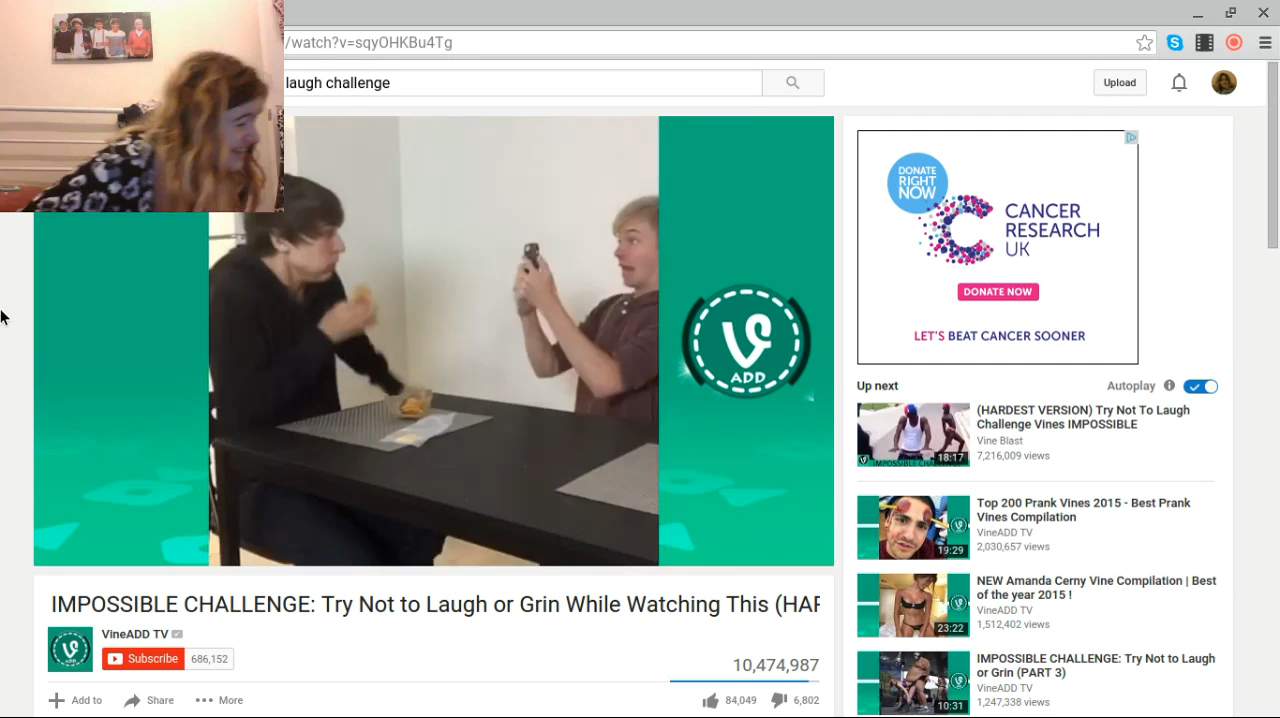 /watch?v=sqyOHKBu4Tg
laugh challenge
Upload
DONATE
RIGHT
NOW
CANCER
RESEARCH
UK
DONATE NOW
LET'S BEAT CANCER SOONER
ADD
Up next
Autoplay
(HARDEST VERSION) Try Not To Laugh
Challenge Vines IMPOSSIBLE
Vine Blast
7,216,009 views
18:17
IMPOSSIBLE CHALLENGE
Top 200 Prank Vines 2015 - Best Prank
Vines Compilation
VineADD TV
2,030,657 views
19:29
NEW Amanda Cerny Vine Compilation | Best
of the year 2015 !
VineADD TV
1,512,402 views
23:22
IMPOSSIBLE CHALLENGE: Try Not to Laugh
or Grin (PART 3)
VineADD TV
1,247,338 views
10:31
IMPOSSIBLE CHALLENGE: Try Not to Laugh or Grin While Watching This (HAR
VineADD TV
ADD
Subscribe 686,152
10,474,987
Add to Share More 84,049 6,802